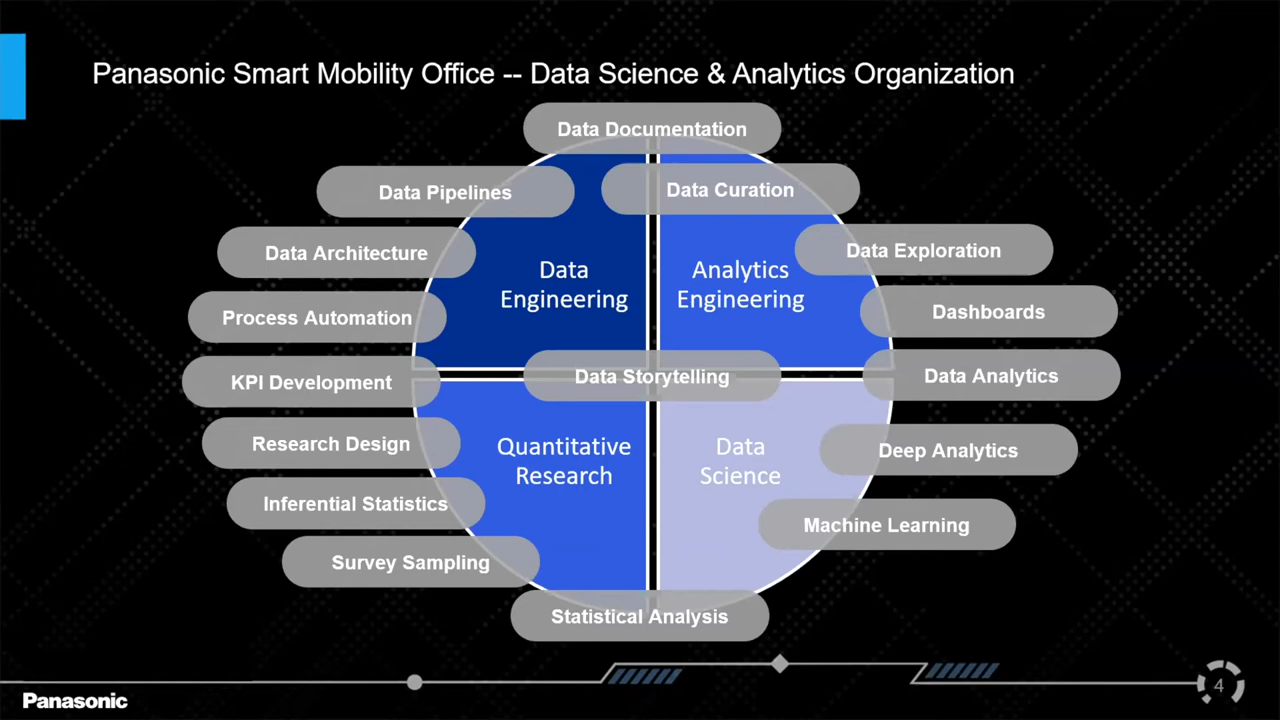 Panasonic Smart Mobility Office -- Data Science & Analytics Organization
Data Documentation
Data Pipelines
Data Curation
Data Architecture
Data Exploration
Data
Engineering
Analytics
Engineering
Process Automation
Dashboards
KPI Development
Data Storytelling
Data Analytics
Research Design
Quantitative
Research
Data
Science
Deep Analytics
Inferential Statistics
Machine Learning
Survey Sampling
Statistical Analysis
Panasonic
4